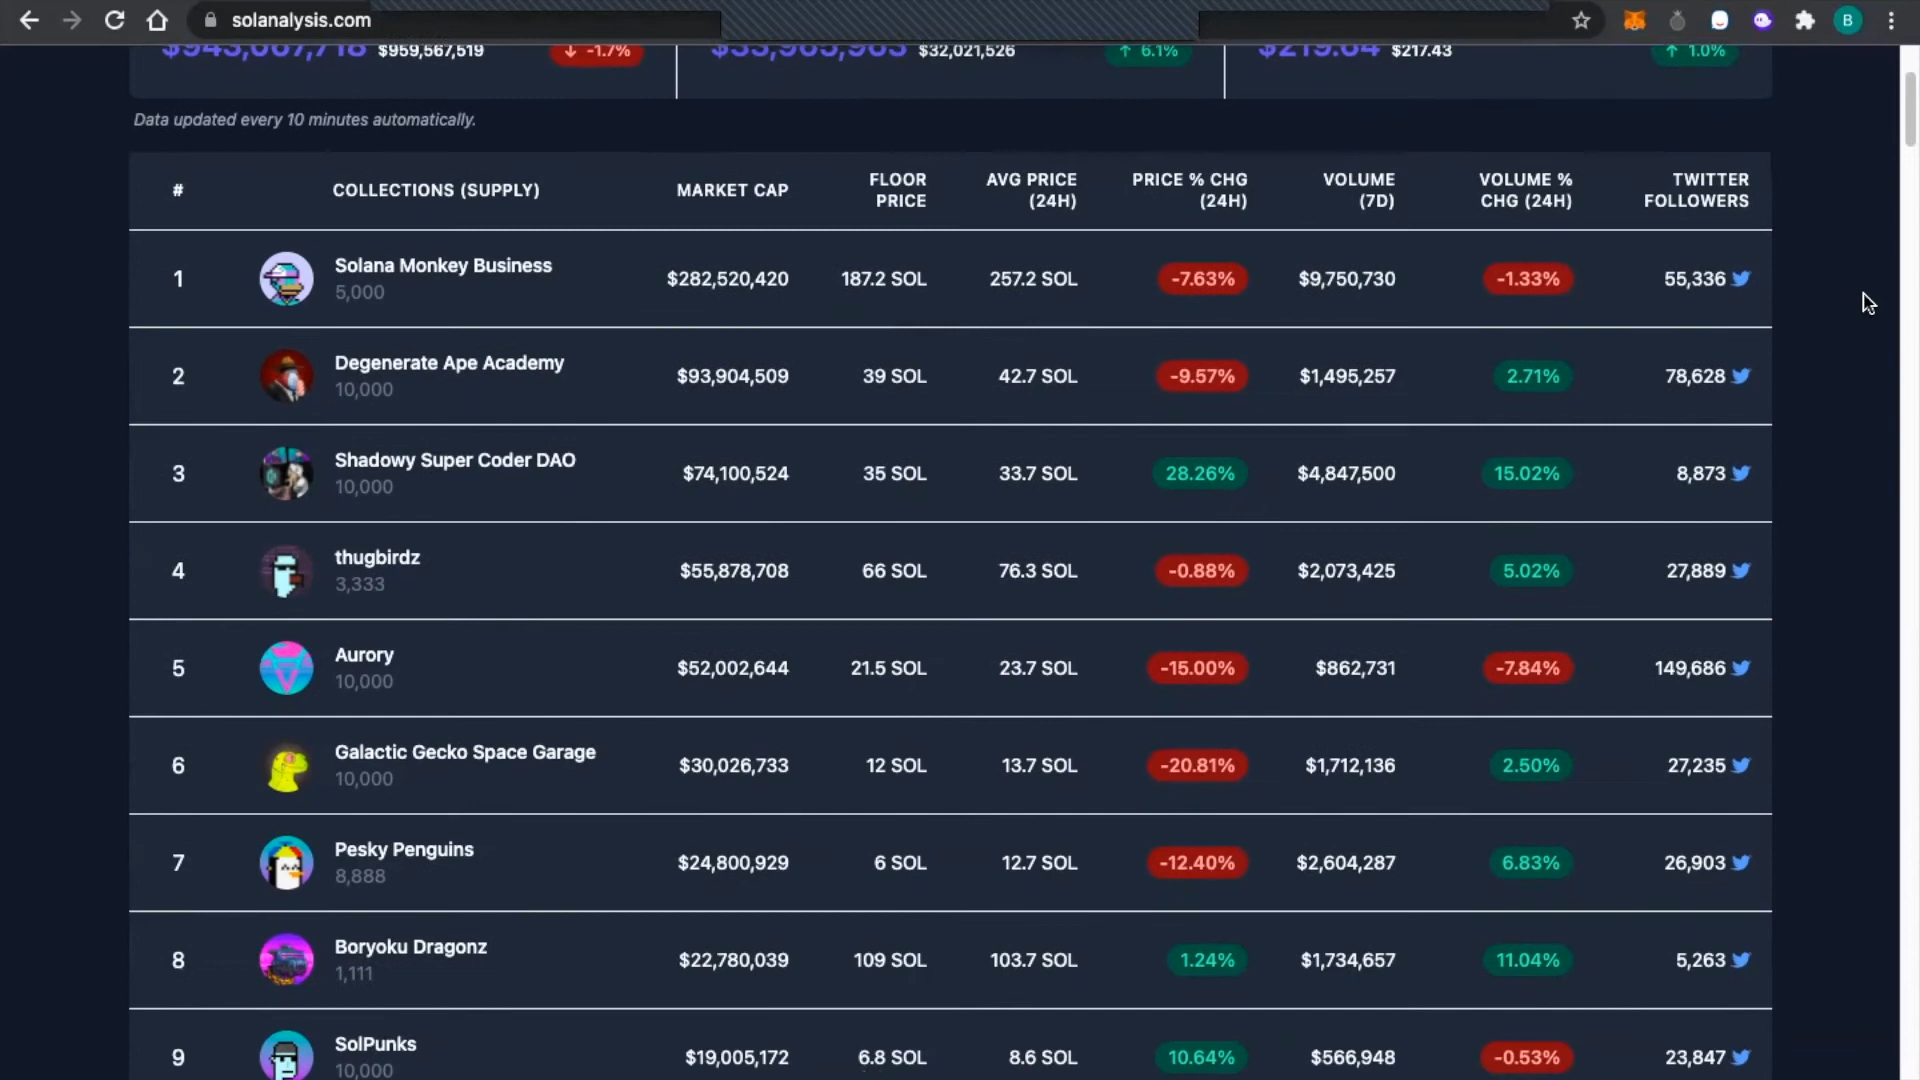 solanalysis.com
B
$943,067,718 $959,567,519 ↓ -1.7% $33,965,963 $32,021,526 ↑ 6.1% $219.64 $217.43 ↑ 1.0%
Data updated every 10 minutes automatically.
# COLLECTIONS (SUPPLY) MARKET CAP FLOOR PRICE AVG PRICE (24H) PRICE % CHG (24H) VOLUME (7D) VOLUME % CHG (24H) TWITTER FOLLOWERS
1 Solana Monkey Business $282,520,420 187.2 SOL 257.2 SOL -7.63% $9,750,730 -1.33% 55,336
5,000
2 Degenerate Ape Academy $93,904,509 39 SOL 42.7 SOL -9.57% $1,495,257 2.71% 78,628
10,000
3 Shadowy Super Coder DAO $74,100,524 35 SOL 33.7 SOL 28.26% $4,847,500 15.02% 8,873
10,000
4 thugbirdz $55,878,708 66 SOL 76.3 SOL -0.88% $2,073,425 5.02% 27,889
3,333
5 Aurory $52,002,644 21.5 SOL 23.7 SOL -15.00% $862,731 -7.84% 149,686
10,000
6 Galactic Gecko Space Garage $30,026,733 12 SOL 13.7 SOL -20.81% $1,712,136 2.50% 27,235
10,000
7 Pesky Penguins $24,800,929 6 SOL 12.7 SOL -12.40% $2,604,287 6.83% 26,903
8,888
8 Boryoku Dragonz $22,780,039 109 SOL 103.7 SOL 1.24% $1,734,657 11.04% 5,263
1,111
9 SolPunks $19,005,172 6.8 SOL 8.6 SOL 10.64% $566,948 -0.53% 23,847
10,000